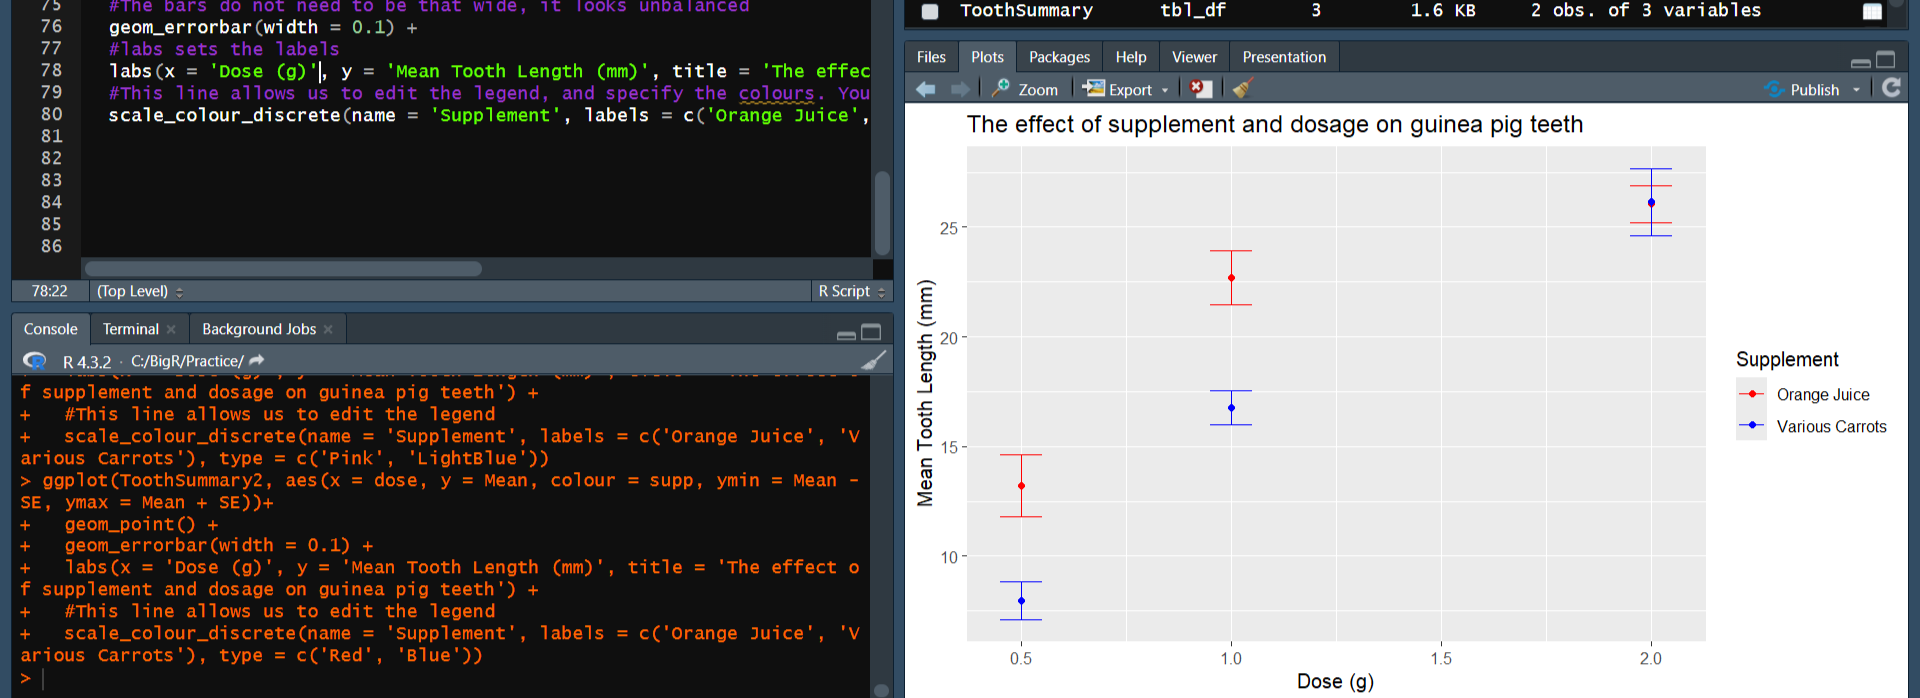 75 #The bars do not need to be that wide, it looks unbalanced
76 geom_errorbar(width = 0.1) +
77 #labs sets the labels
78 labs(x = 'Dose (g)', y = 'Mean Tooth Length (mm)', title = 'The effec
79 #This line allows us to edit the legend, and specify the colours. You
80 scale_colour_discrete(name = 'Supplement', labels = c('Orange Juice',
81
82
83
84
85
86
78:22 (Top Level) R Script
Console Terminal Background Jobs
R 4.3.2 · C:/BigR/Practice/
f supplement and dosage on guinea pig teeth') +
+ #This line allows us to edit the legend
+ scale_colour_discrete(name = 'Supplement', labels = c('Orange Juice', 'V
arious Carrots'), type = c('Pink', 'LightBlue'))
> ggplot(ToothSummary2, aes(x = dose, y = Mean, colour = supp, ymin = Mean -
SE, ymax = Mean + SE))+
+ geom_point() +
+ geom_errorbar(width = 0.1) +
+ labs(x = 'Dose (g)', y = 'Mean Tooth Length (mm)', title = 'The effect o
f supplement and dosage on guinea pig teeth') +
+ #This line allows us to edit the legend
+ scale_colour_discrete(name = 'Supplement', labels = c('Orange Juice', 'V
arious Carrots'), type = c('Red', 'Blue'))
>
ToothSummary tbl_df 3 1.6 KB 2 obs. of 3 variables
Files Plots Packages Help Viewer Presentation
Zoom Export Publish
The effect of supplement and dosage on guinea pig teeth
Mean Tooth Length (mm)
25
20
15
10
0.5 1.0 1.5 2.0
Dose (g)
Supplement
Orange Juice
Various Carrots